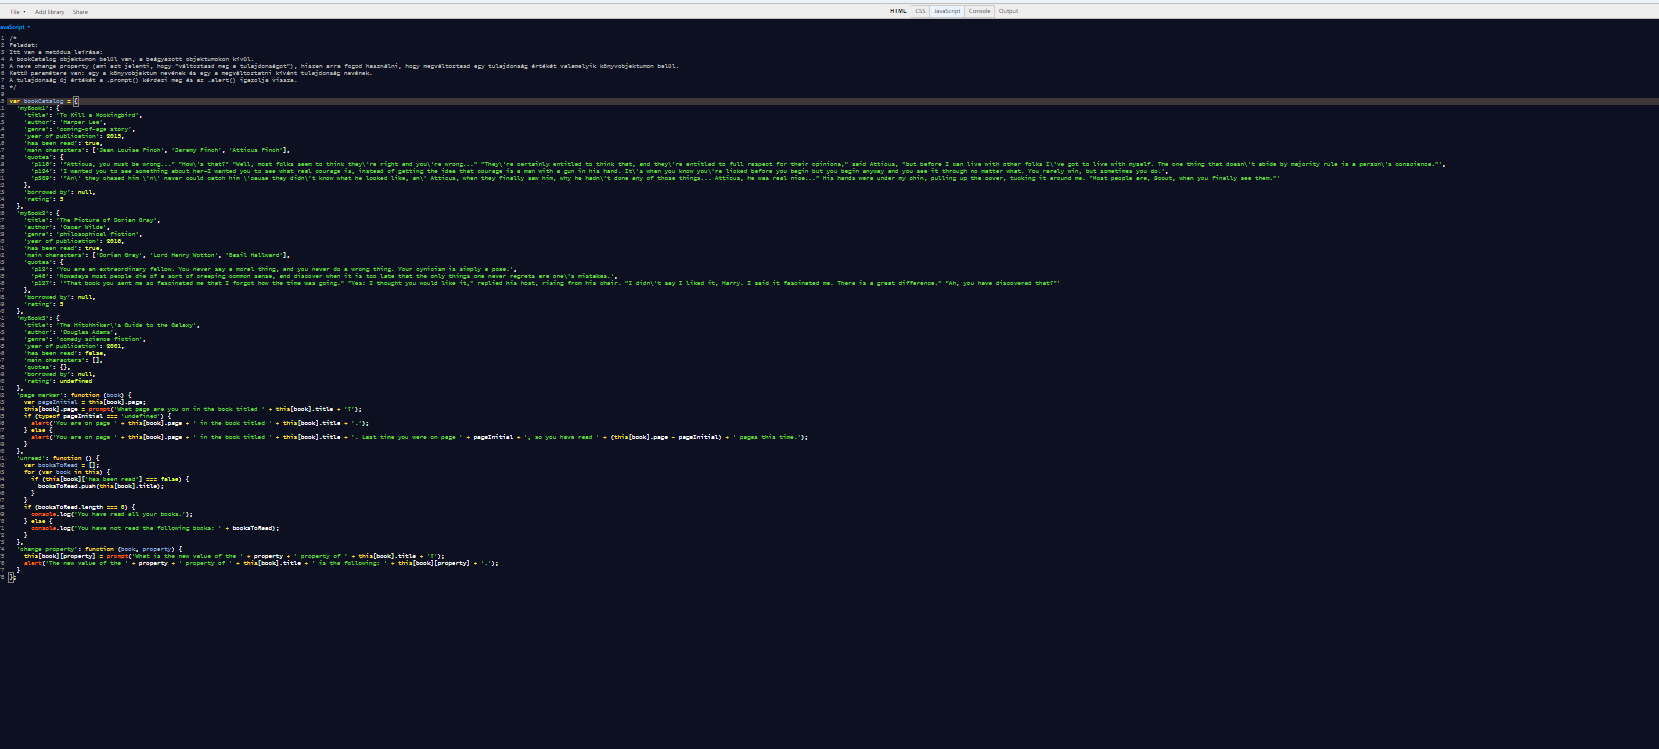 File
Add library
Share
HTML
CSS
JavaScript
Console
Output
JavaScript
/*
Feladat:
Itt van a metódus leírása:
A bookCatalog objektumon belül van, a beágyazott objektumokon kívül.
A neve change property (ami azt jelenti, hogy "változtasd meg a tulajdonságot"), hiszen arra fogod használni, hogy megváltoztasd egy tulajdonság értékét valamelyik könyvobjektumon belül.
Kettő paramétere van: egy a könyvobjektum nevének és egy a megváltoztatni kívánt tulajdonság nevének.
A tulajdonság új értékét a .prompt() kérdezi meg és az .alert() igazolja vissza.
*/
var bookCatalog = {
'myBook1': {
'title': 'To Kill a Mockingbird',
'author': 'Harper Lee',
'genre': 'coming-of-age story',
'year of publication': 2015,
'has been read': true,
'main characters': ['Jean Louise Finch', 'Jeremy Finch', 'Atticus Finch'],
'quotes': {
'"Atticus, you must be wrong..." "How\'s that?" "Well, most folks seem to think they\'re right and you\'re wrong..." "They\'re certainly entitled to think that, and they\'re entitled to full respect for their opinions," said Atticus, "but before I can live with other folks I\'ve got to live with myself. The one thing that doesn\'t abide by majority rule is a person\'s conscience."',
'I wanted you to see something about her—I wanted you to see what real courage is, instead of getting the idea that courage is a man with a gun in his hand. It\'s when you know you\'re licked before you begin but you begin anyway and you see it through no matter what. You rarely win, but sometimes you do.',
'"An\' they chased him \'n\' never could catch him \'cause they didn\'t know what he looked like, an\' Atticus, when they finally saw him, why he hadn\'t done any of those things... Atticus, he was real nice..." His hands were under my chin, pulling up the cover, tucking it around me. "Most people are, Scout, when you finally see them."'
},
'borrowed by': null,
'rating': 5
},
'myBook2': {
'title': 'The Picture of Dorian Gray',
'author': 'Oscar Wilde',
'genre': 'philosophical fiction',
'year of publication': 2010,
'has been read': true,
'main characters': ['Dorian Gray', 'Lord Henry Wotton', 'Basil Hallward'],
'quotes': {
'You are an extraordinary fellow. You never say a moral thing, and you never do a wrong thing. Your cynicism is simply a pose.',
'Nowadays most people die of a sort of creeping common sense, and discover when it is too late that the only things one never regrets are one\'s mistakes.',
'"That book you sent me so fascinated me that I forgot how the time was going." "Yes: I thought you would like it," replied his host, rising from his chair. "I didn\'t say I liked it, Harry. I said it fascinated me. There is a great difference." "Ah, you have discovered that?"'
},
'borrowed by': null,
'rating': 5
},
'myBook3': {
'title': 'The Hitchhiker\'s Guide to the Galaxy',
'author': 'Douglas Adams',
'genre': 'comedy science fiction',
'year of publication': 2001,
'has been read': false,
'main characters': [],
'quotes': {},
'borrowed by': null,
'rating': undefined
},
'page marker': function (book) {
var pageInitial = this[book].page;
this[book].page = prompt('What page are you on in the book titled ' + this[book].title + '?');
if (typeof pageInitial === 'undefined') {
alert('You are on page ' + this[book].page + ' in the book titled ' + this[book].title + '.');
} else {
alert('You are on page ' + this[book].page + ' in the book titled ' + this[book].title + '. Last time you were on page ' + pageInitial + ', so you have read ' + (this[book].page - pageInitial) + ' pages this time.');
}
},
'unread': function () {
var booksToRead = [];
for (var book in this) {
if (this[book]['has been read'] === false) {
booksToRead.push(this[book].title);
}
}
if (booksToRead.length === 0) {
console.log('You have read all your books.');
} else {
console.log('You have not read the following books: ' + booksToRead);
}
},
'change property': function (book, property) {
this[book][property] = prompt('What is the new value of the ' + property + ' property of ' + this[book].title + '?');
alert('The new value of the ' + property + ' property of ' + this[book].title + ' is the following: ' + this[book][property] + '.');
}
};